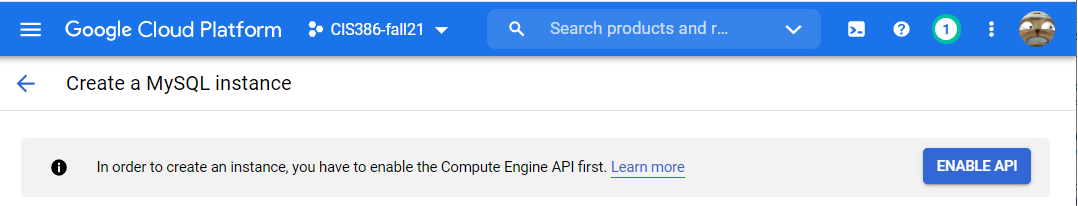 Google Cloud Platform CIS386-fall21 Search products and r... 1
Create a MySQL instance
In order to create an instance, you have to enable the Compute Engine API first. Learn more ENABLE API